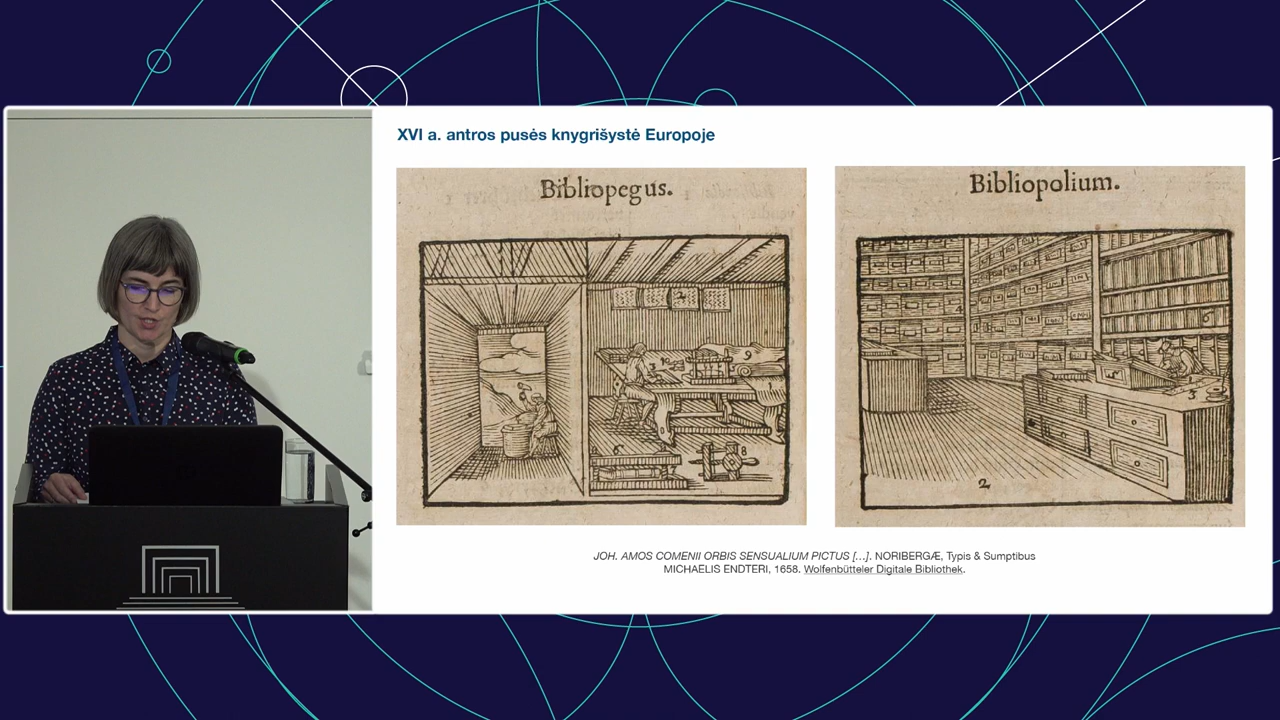 XVI a. antros pusės knygrišystė Europoje
Bibliopegus.
Bibliopolium.
JOH. AMOS COMENII ORBIS SENSUALIUM PICTUS [...]. NORIBERGÆ, Typis & Sumptibus
MICHAELIS ENDTERI, 1658. Wolfenbütteler Digitale Bibliothek.